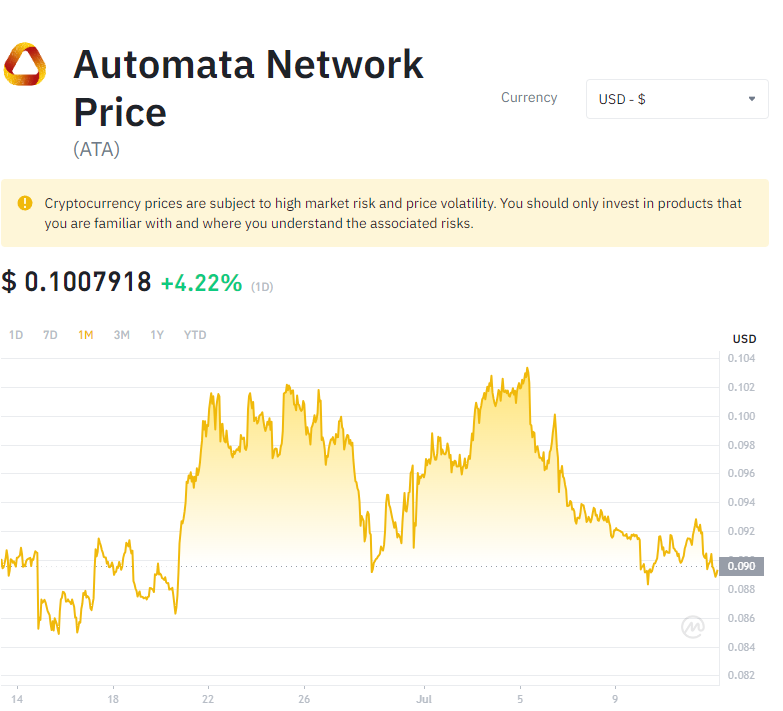 Automata Network
Price
(ATA)
Currency
USD - $
Cryptocurrency prices are subject to high market risk and price volatility. You should only invest in products that
you are familiar with and where you understand the associated risks.
$ 0.1007918 +4.22% (1D)
1D 7D 1M 3M 1Y YTD
USD
0.104
0.102
0.100
0.098
0.096
0.094
0.092
0.090
0.088
0.086
0.084
0.082
14 18 22 26 Jul 5 9